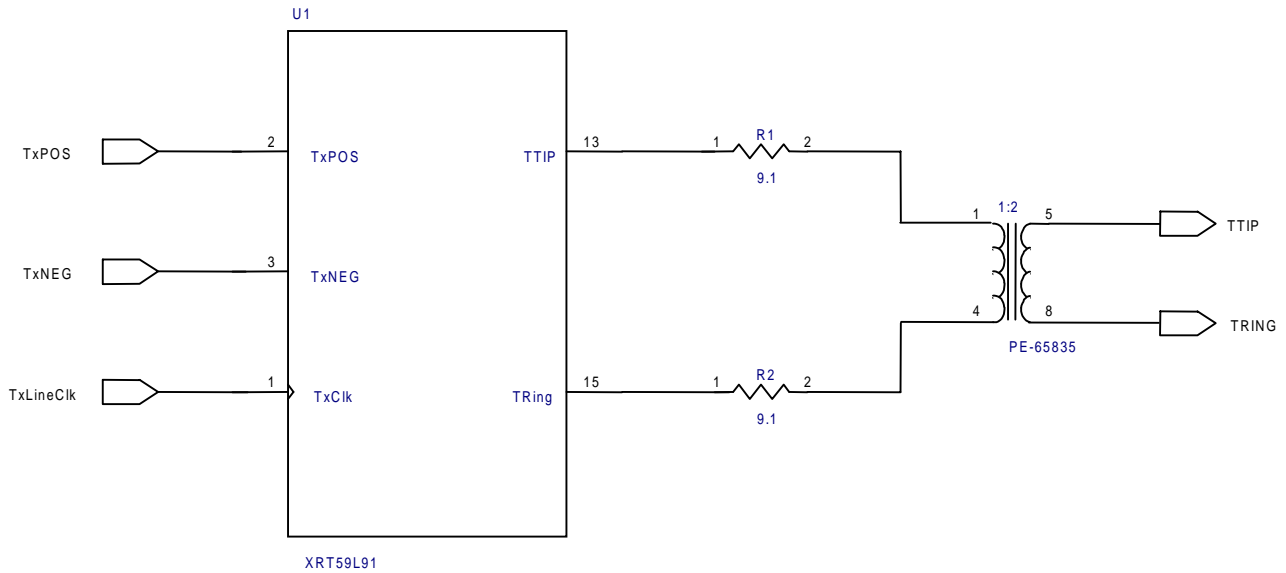 U1
2
13
1
R1
2
TxPOS
TxPOS
TTIP
9.1
1
1:2
5
TTIP
3
TxNEG
TxNEG
4
8
TRING
PE-65835
1
15
1
R2
2
TxLineClk
TxClk
TRing
9.1
XRT59L91